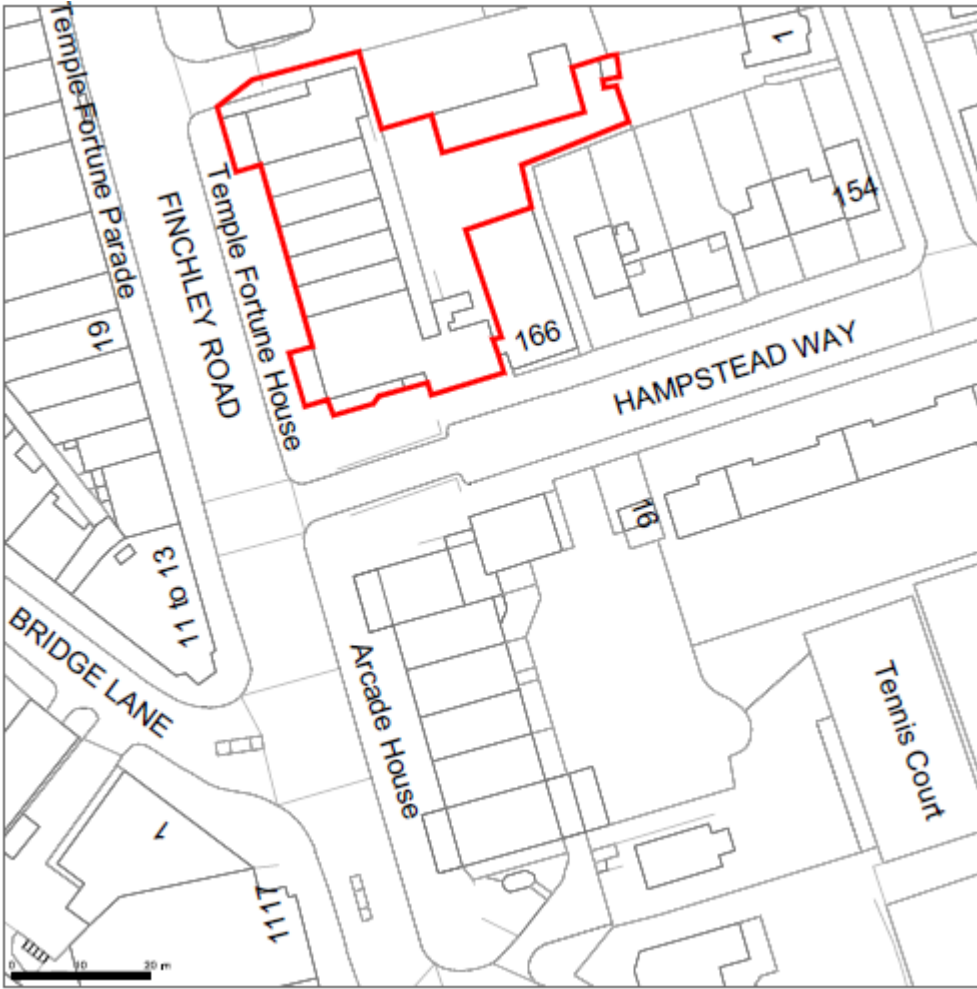 Temple Fortune Parade
1
154
FINCHLEY ROAD
Temple Fortune House
19
166
HAMPSTEAD WAY
16
11 to 13
BRIDGE LANE
Arcade House
Tennis Court
1
1117
0 10 20 m